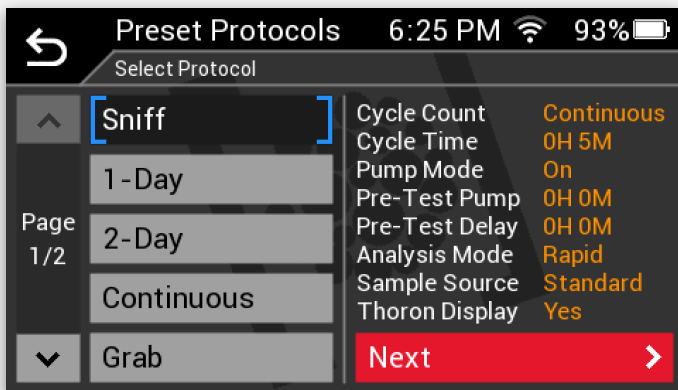 Preset Protocols 6:25 PM 93%
Select Protocol
Page
1/2
Sniff
1-Day
2-Day
Continuous
Grab
Cycle Count Continuous
Cycle Time 0H 5M
Pump Mode On
Pre-Test Pump 0H 0M
Pre-Test Delay 0H 0M
Analysis Mode Rapid
Sample Source Standard
Thoron Display Yes
Next